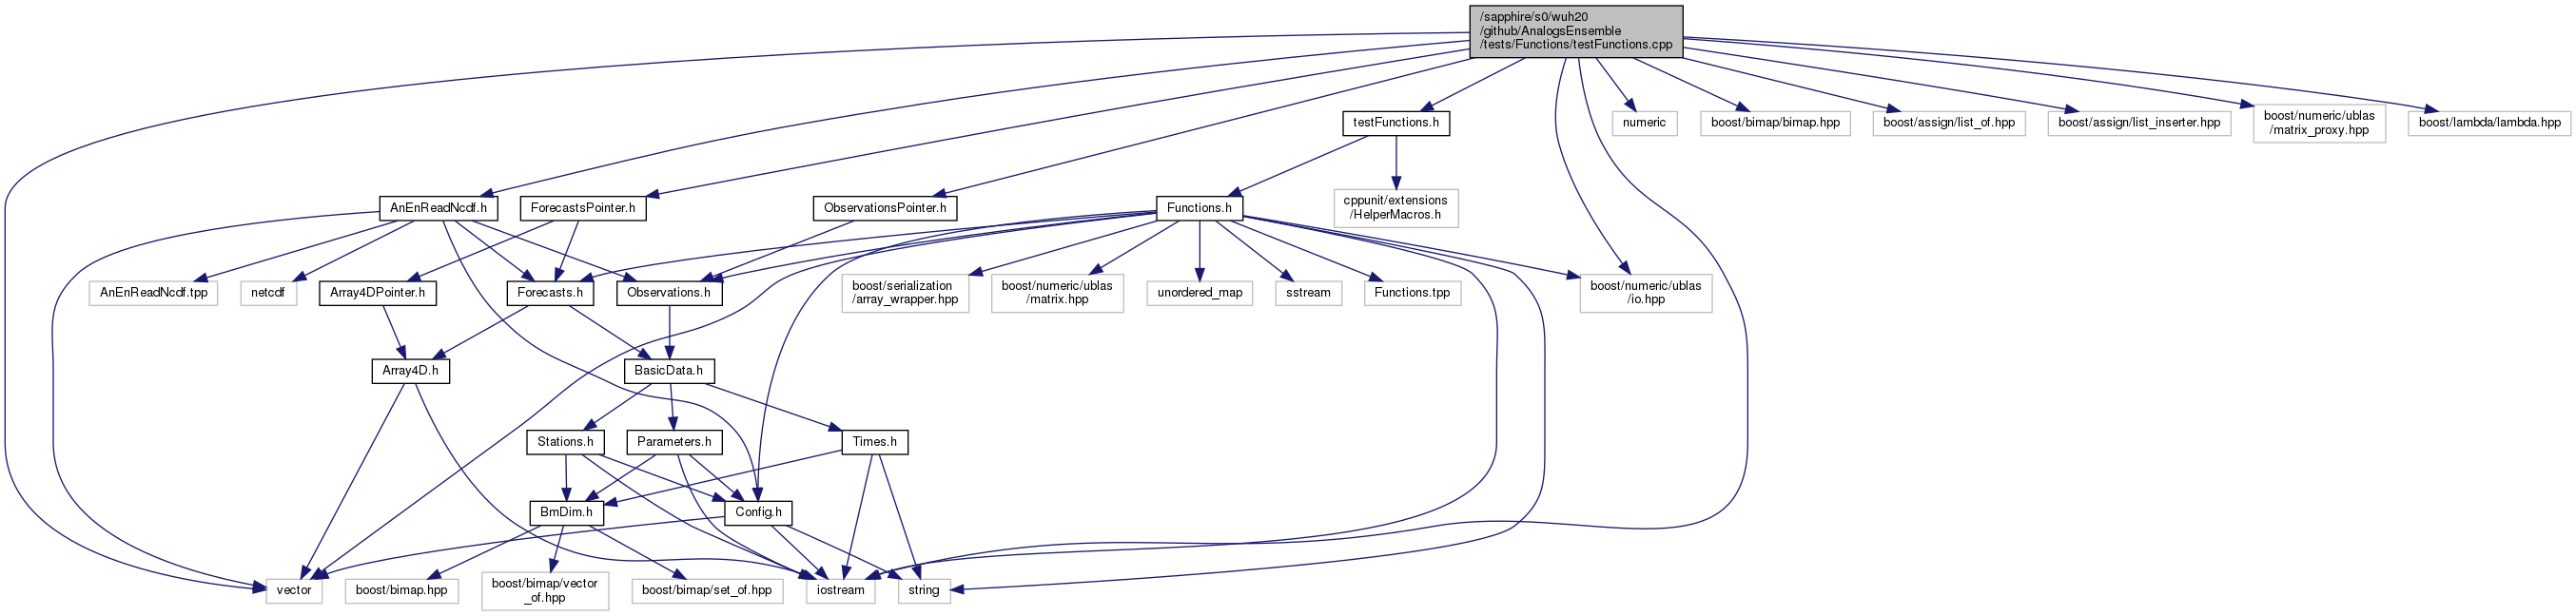 /sapphire/s0/wuh20
/github/AnalogsEnsemble
/tests/Functions/testFunctions.cpp
testFunctions.h
numeric
boost/bimap/bimap.hpp
boost/assign/list_of.hpp
boost/assign/list_inserter.hpp
boost/numeric/ublas
/matrix_proxy.hpp
boost/lambda/lambda.hpp
AnEnReadNcdf.h
ForecastsPointer.h
ObservationsPointer.h
Functions.h
cppunit/extensions
/HelperMacros.h
AnEnReadNcdf.tpp
netcdf
Array4DPointer.h
Forecasts.h
Observations.h
boost/serialization
/array_wrapper.hpp
boost/numeric/ublas
/matrix.hpp
unordered_map
sstream
Functions.tpp
boost/numeric/ublas
/io.hpp
Array4D.h
BasicData.h
Stations.h
Parameters.h
Times.h
BmDim.h
Config.h
vector
boost/bimap.hpp
boost/bimap/vector
_of.hpp
boost/bimap/set_of.hpp
iostream
string